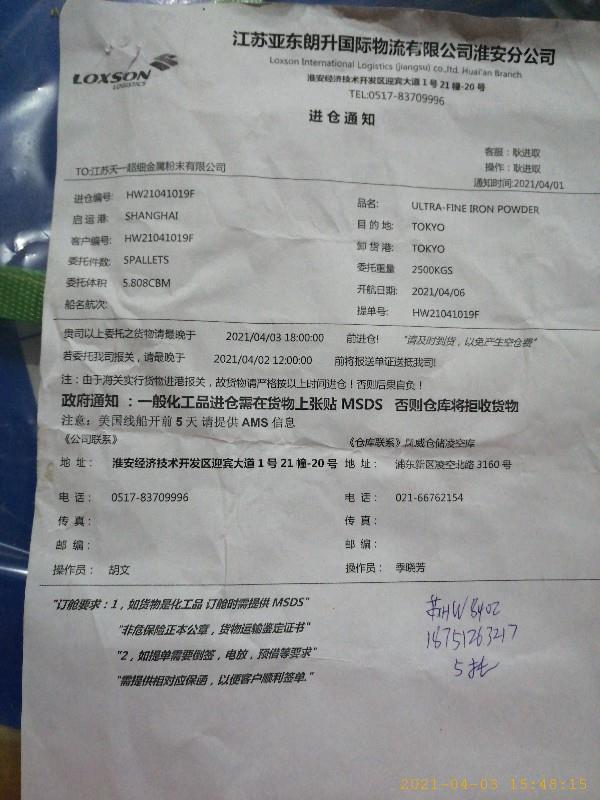 LOXSON
LOGISTICS
江苏亚东朗升国际物流有限公司淮安分公司
Loxson International Logistics (jiangsu) co.,ltd. Huai'an Branch
淮安经济技术开发区迎宾大道1号21幢-20号
TEL:0517-83709996
进仓通知
客服：耿进取
TO:江苏天一超细金属粉末有限公司 操作：耿进取
通知时间:2021/04/01
进仓编号: HW21041019F 品名: ULTRA-FINE IRON POWDER
启运港: SHANGHAI 目的地: TOKYO
客户编号: HW21041019F 卸货港: TOKYO
委托件数: 5PALLETS 委托重量 2500KGS
委托体积 5.808CBM 开航日期: 2021/04/06
船名航次: 提单号: HW21041019F
贵司以上委托之货物请最晚于 2021/04/03 18:00:00 前进仓! "请及时到货，以免产生空仓费"
若委托我司报关，请最晚于 2021/04/02 12:00:00 前将报送单证送抵我司!
注：由于海关实行货物进港报关，故货物请严格按以上时间进仓！否则后果自负！
政府通知：一般化工品进仓需在货物上张贴 MSDS 否则仓库将拒收货物
注意：美国线船开前 5 天 请提供 AMS 信息
《公司联系》 《仓库联系》凤威仓储凌空库
地址： 淮安经济技术开发区迎宾大道1号21幢-20号 地址： 浦东新区凌空北路 3160 号
电话： 0517-83709996 电话： 021-66762154
传真： 传真：
邮编： 邮编：
操作员： 胡文 操作员： 季晓芳
"订舱要求：1，如货物是化工品 订舱时需提供 MSDS"
"非危保险正本公章，货物运输鉴定证书"
"2，如提单需要倒签，电放，预借等要求"
"需提供相对应保函，以便客户顺利签单."
苏HW8402
18751263217
5托
2021-04-03 15:48:15